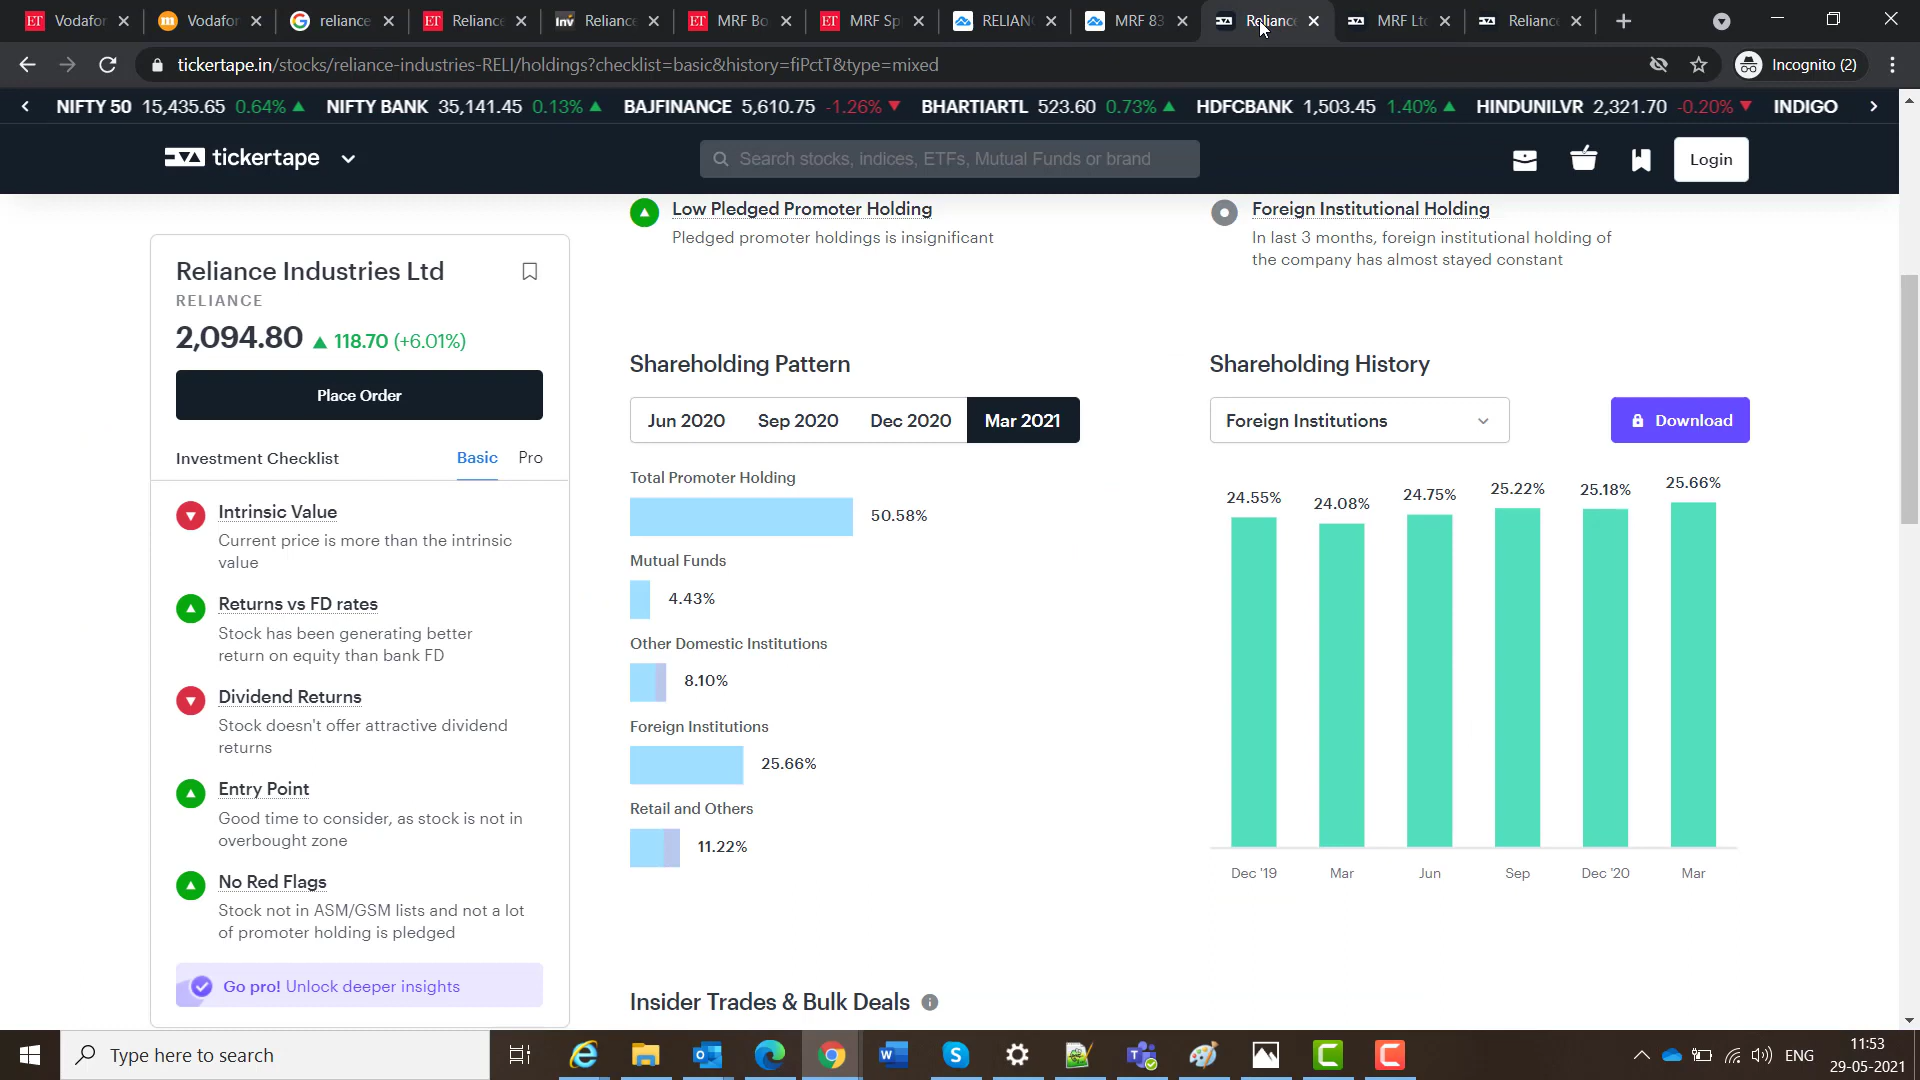 Vodafor
Vodafor
reliance
Reliance
Reliance
MRF Bo
MRF Sp
RELIAN
MRF 83
Reliance
MRF Lt
Reliance
tickertape.in/stocks/reliance-industries-RELI/holdings?checklist=basic&history=fiPctT&type=mixed
Incognito (2)
NIFTY 50 15,435.65 0.64% NIFTY BANK 35,141.45 0.13% BAJFINANCE 5,610.75 -1.26% BHARTIARTL 523.60 0.73% HDFCBANK 1,503.45 1.40% HINDUNILVR 2,321.70 -0.20% INDIGO
tickertape
Search stocks, indices, ETFs, Mutual Funds or brand
Login
Low Pledged Promoter Holding
Pledged promoter holdings is insignificant
Foreign Institutional Holding
In last 3 months, foreign institutional holding of
the company has almost stayed constant
Reliance Industries Ltd
RELIANCE
2,094.80 118.70 (+6.01%)
Place Order
Investment Checklist Basic Pro
Intrinsic Value
Current price is more than the intrinsic
value
Returns vs FD rates
Stock has been generating better
return on equity than bank FD
Dividend Returns
Stock doesn't offer attractive dividend
returns
Entry Point
Good time to consider, as stock is not in
overbought zone
No Red Flags
Stock not in ASM/GSM lists and not a lot
of promoter holding is pledged
Go pro! Unlock deeper insights
Shareholding Pattern
Jun 2020 Sep 2020 Dec 2020 Mar 2021
Total Promoter Holding
50.58%
Mutual Funds
4.43%
Other Domestic Institutions
8.10%
Foreign Institutions
25.66%
Retail and Others
11.22%
Shareholding History
Foreign Institutions
Download
24.55% 24.08% 24.75% 25.22% 25.18% 25.66%
Dec '19 Mar Jun Sep Dec '20 Mar
Insider Trades & Bulk Deals
Type here to search
ENG
11:53
29-05-2021